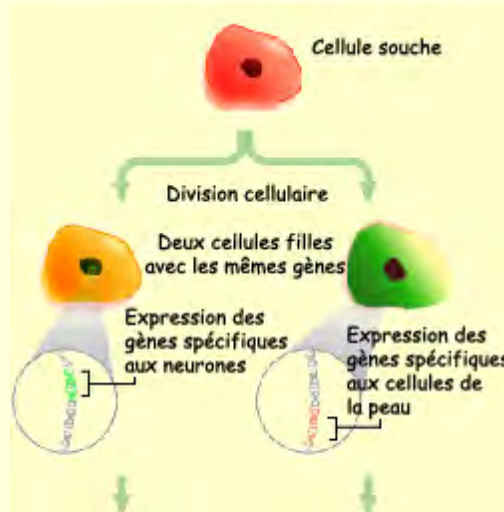 Cellule souche
Division cellulaire
Deux cellules filles
avec les mêmes gènes
Expression des
gènes spécifiques
aux neurones
Expression des
gènes spécifiques
aux cellules de
la peau